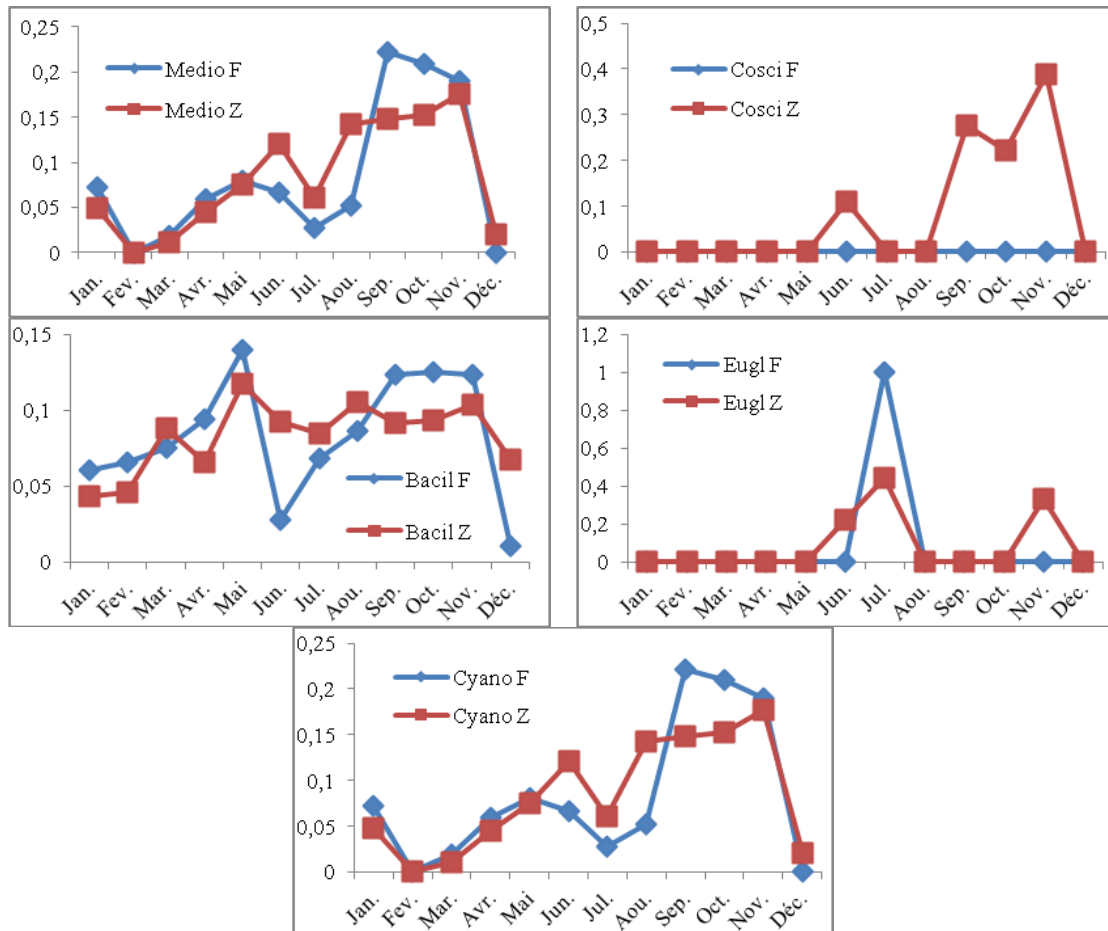 0,25
0,2
0,15
0,1
0,05
0
Medio F
Medio Z
Jan. Fev. Mar. Avr. Mai Jun. Jul. Aou. Sep. Oct. Nov. Déc.
0,5
0,4
0,3
0,2
0,1
0
Cosci F
Cosci Z
Jan. Fev. Mar. Avr. Mai Jun. Jul. Aou. Sep. Oct. Nov. Déc.
0,15
0,1
0,05
0
Bacil F
Bacil Z
Jan. Fev. Mar. Avr. Mai Jun. Jul. Aou. Sep. Oct. Nov. Déc.
1,2
1
0,8
0,6
0,4
0,2
0
Eugl F
Eugl Z
Jan. Fev. Mar. Avr. Mai Jun. Jul. Aou. Sep. Oct. Nov. Déc.
0,25
0,2
0,15
0,1
0,05
0
Cyano F
Cyano Z
Jan. Fev. Mar. Avr. Mai Jun. Jul. Aou. Sep. Oct. Nov. Déc.